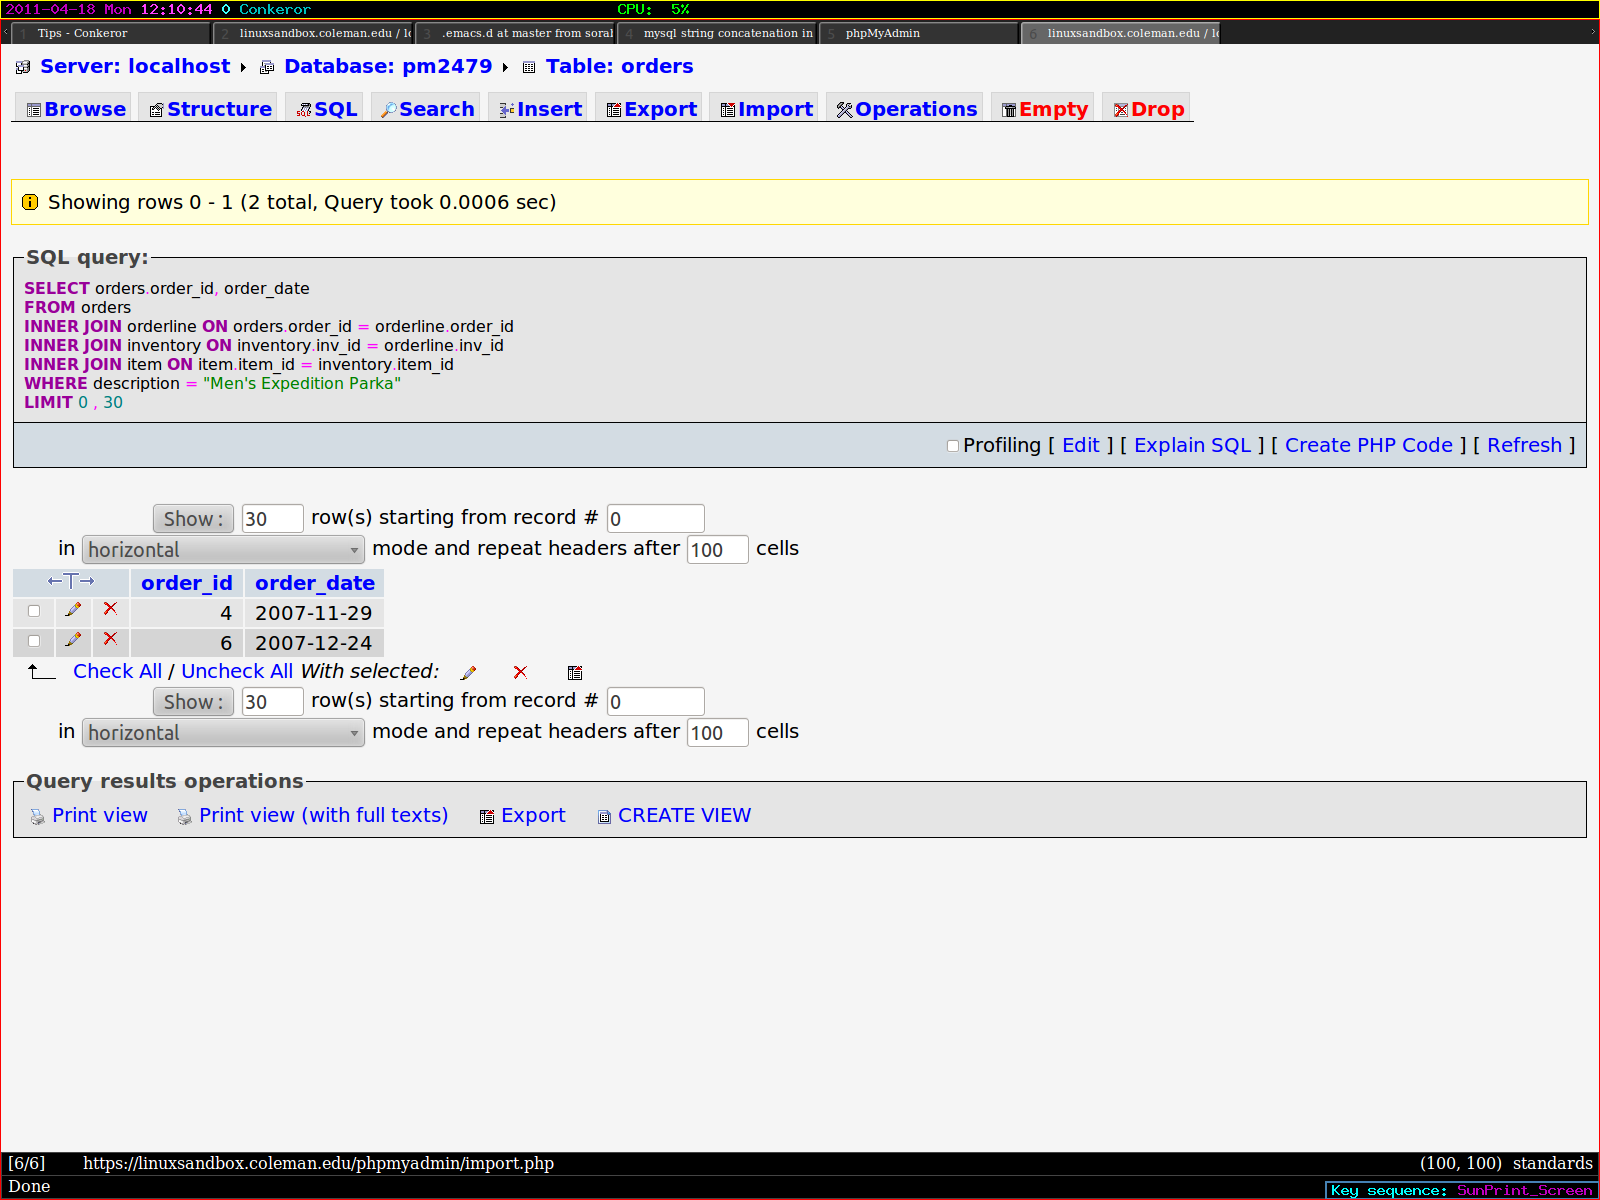 2011-04-18 Mon 12:10:44 0 Conkeror CPU: 5%
1 Tips - Conkeror 2 linuxsandbox.coleman.edu / lo 3 .emacs.d at master from soral 4 mysql string concatenation in 5 phpMyAdmin 6 linuxsandbox.coleman.edu / lo
Server: localhost Database: pm2479 Table: orders
Browse Structure SQL Search Insert Export Import Operations Empty Drop
Showing rows 0 - 1 (2 total, Query took 0.0006 sec)
SQL query:
SELECT orders.order_id, order_date
FROM orders
INNER JOIN orderline ON orders.order_id = orderline.order_id
INNER JOIN inventory ON inventory.inv_id = orderline.inv_id
INNER JOIN item ON item.item_id = inventory.item_id
WHERE description = "Men's Expedition Parka"
LIMIT 0 , 30
Profiling [ Edit ] [ Explain SQL ] [ Create PHP Code ] [ Refresh ]
Show : 30 row(s) starting from record # 0
in horizontal mode and repeat headers after 100 cells
←T→ order_id order_date
4 2007-11-29
6 2007-12-24
Check All / Uncheck All With selected:
Show : 30 row(s) starting from record # 0
in horizontal mode and repeat headers after 100 cells
Query results operations
Print view Print view (with full texts) Export CREATE VIEW
[6/6] https://linuxsandbox.coleman.edu/phpmyadmin/import.php (100, 100) standards
Done
Key sequence: SunPrint_Screen